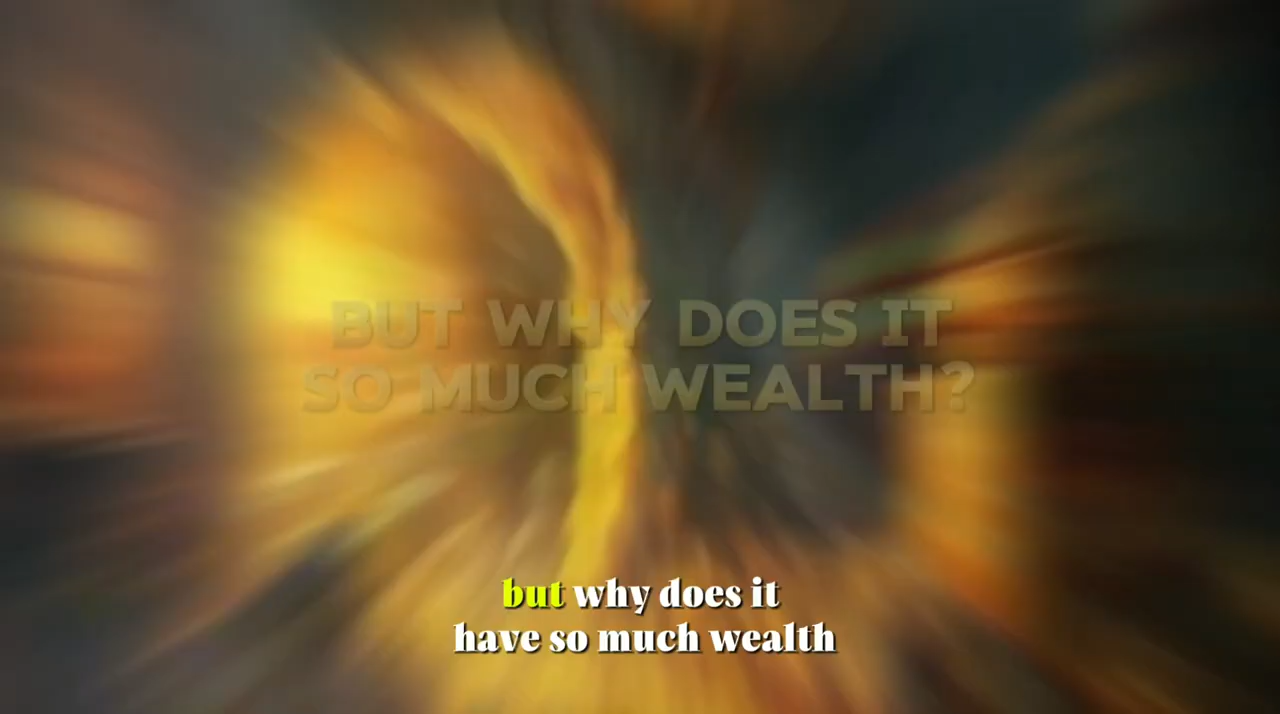 BUT WHY DOES IT
SO MUCH WEALTH?
but why does it
have so much wealth